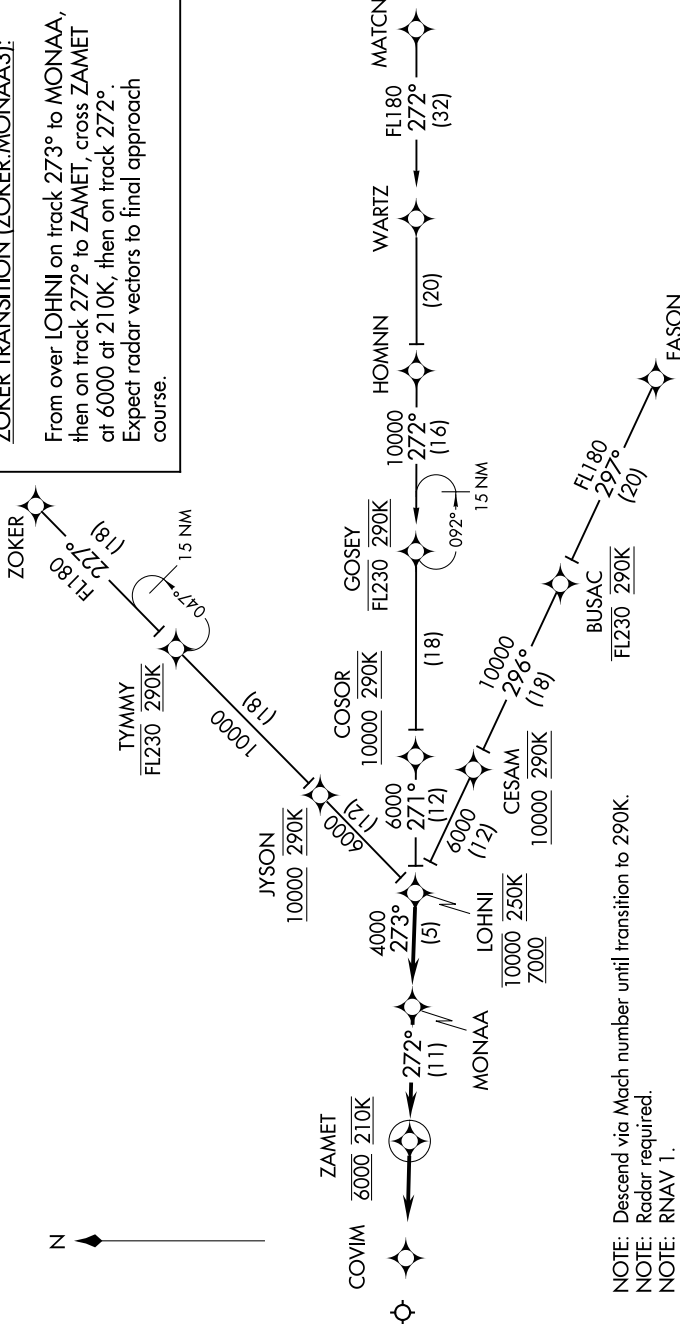 ZOKER TRANSITION (ZOKER.MONAA3):
From over LOHNI on track 273° to MONAA,
then on track 272° to ZAMET, cross ZAMET
at 6000 at 210K, then on track 272°.
Expect radar vectors to final approach
course.
ZOKER
FL180
227°
(18)
15 NM
047°
TYMMY
FL230 290K
10000
(18)
JYSON
10000 290K
6000
(12)
MATCN
FL180
272°
(32)
WARTZ
(20)
HOMNN
10000
272°
(16)
15 NM
092°
GOSEY
FL230 290K
(18)
COSOR
10000 290K
6000
271°
(12)
FASON
FL180
297°
(20)
BUSAC
FL230 290K
10000
296°
(18)
CESAM
10000 290K
6000
(12)
LOHNI
10000 250K
7000
4000
273°
(5)
MONAA
272°
(11)
ZAMET
6000 210K
COVIM
N
NOTE: Descend via Mach number until transition to 290K.
NOTE: Radar required.
NOTE: RNAV 1.